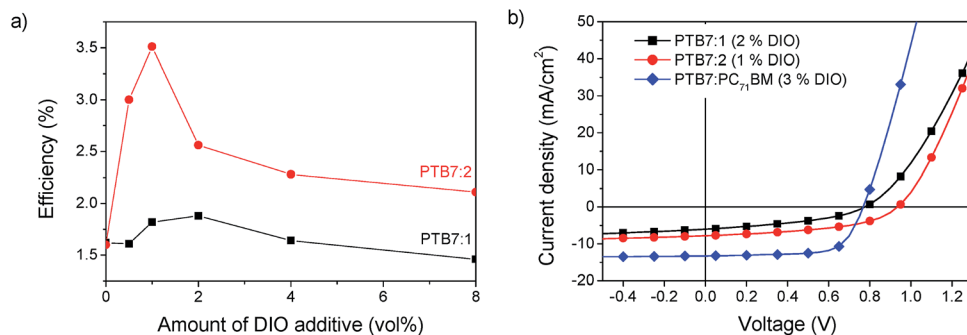 a)
Efficiency (%)
3.5
3.0
2.5
2.0
1.5
PTB7:2
PTB7:1
0
2
4
6
8
Amount of DIO additive (vol%)
b)
Current density (mA/cm²)
50
40
30
20
10
0
-10
-20
PTB7:1 (2 % DIO)
PTB7:2 (1 % DIO)
PTB7:PC₇₁BM (3 % DIO)
-0.4
-0.2
0.0
0.2
0.4
0.6
0.8
1.0
1.2
Voltage (V)